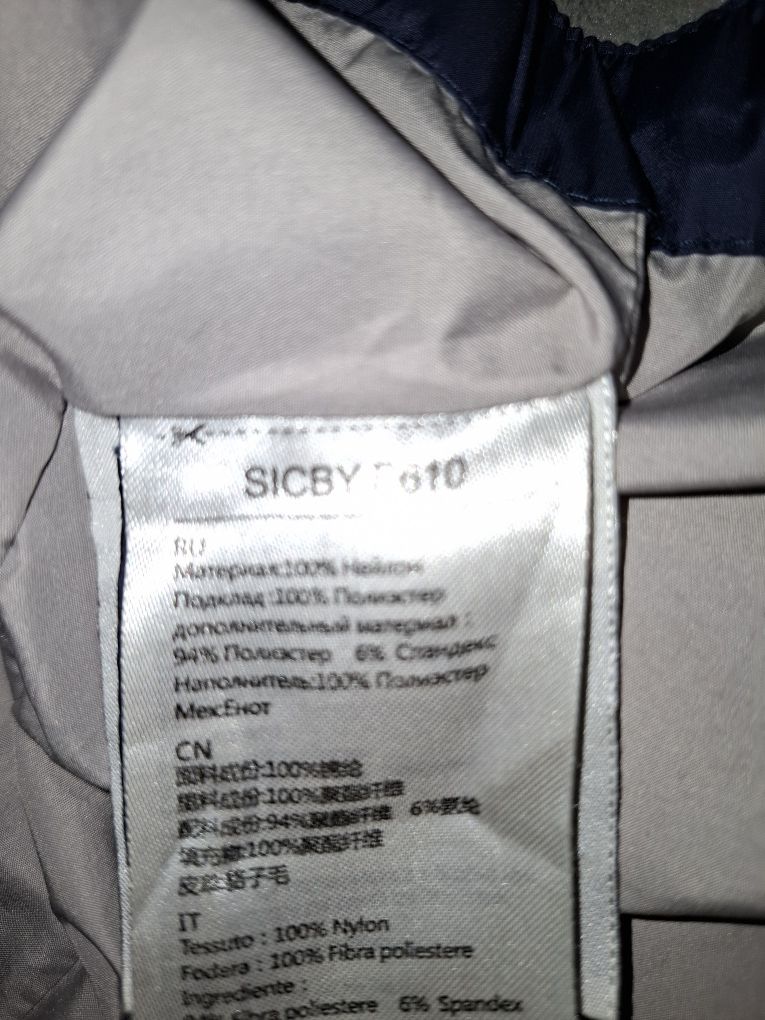 SICBY 610
RU
Материал:100% Нейлон
Подклад:100% Полиэстер
дополнительный материал:
94% Полиэстер 6% Спандекс
Наполнитель:100% Полиэстер
Мех:Енот
CN
面料成份:100%锦纶
里料成份:100%聚酯纤维
配料成份:94%聚酯纤维 6%氨纶
填充物:100%聚酯纤维
皮草:貉子毛
IT
Tessuto : 100% Nylon
Fodera : 100% Fibra poliestere
Ingrediente :
94% Fibra poliestere 6% Spandex